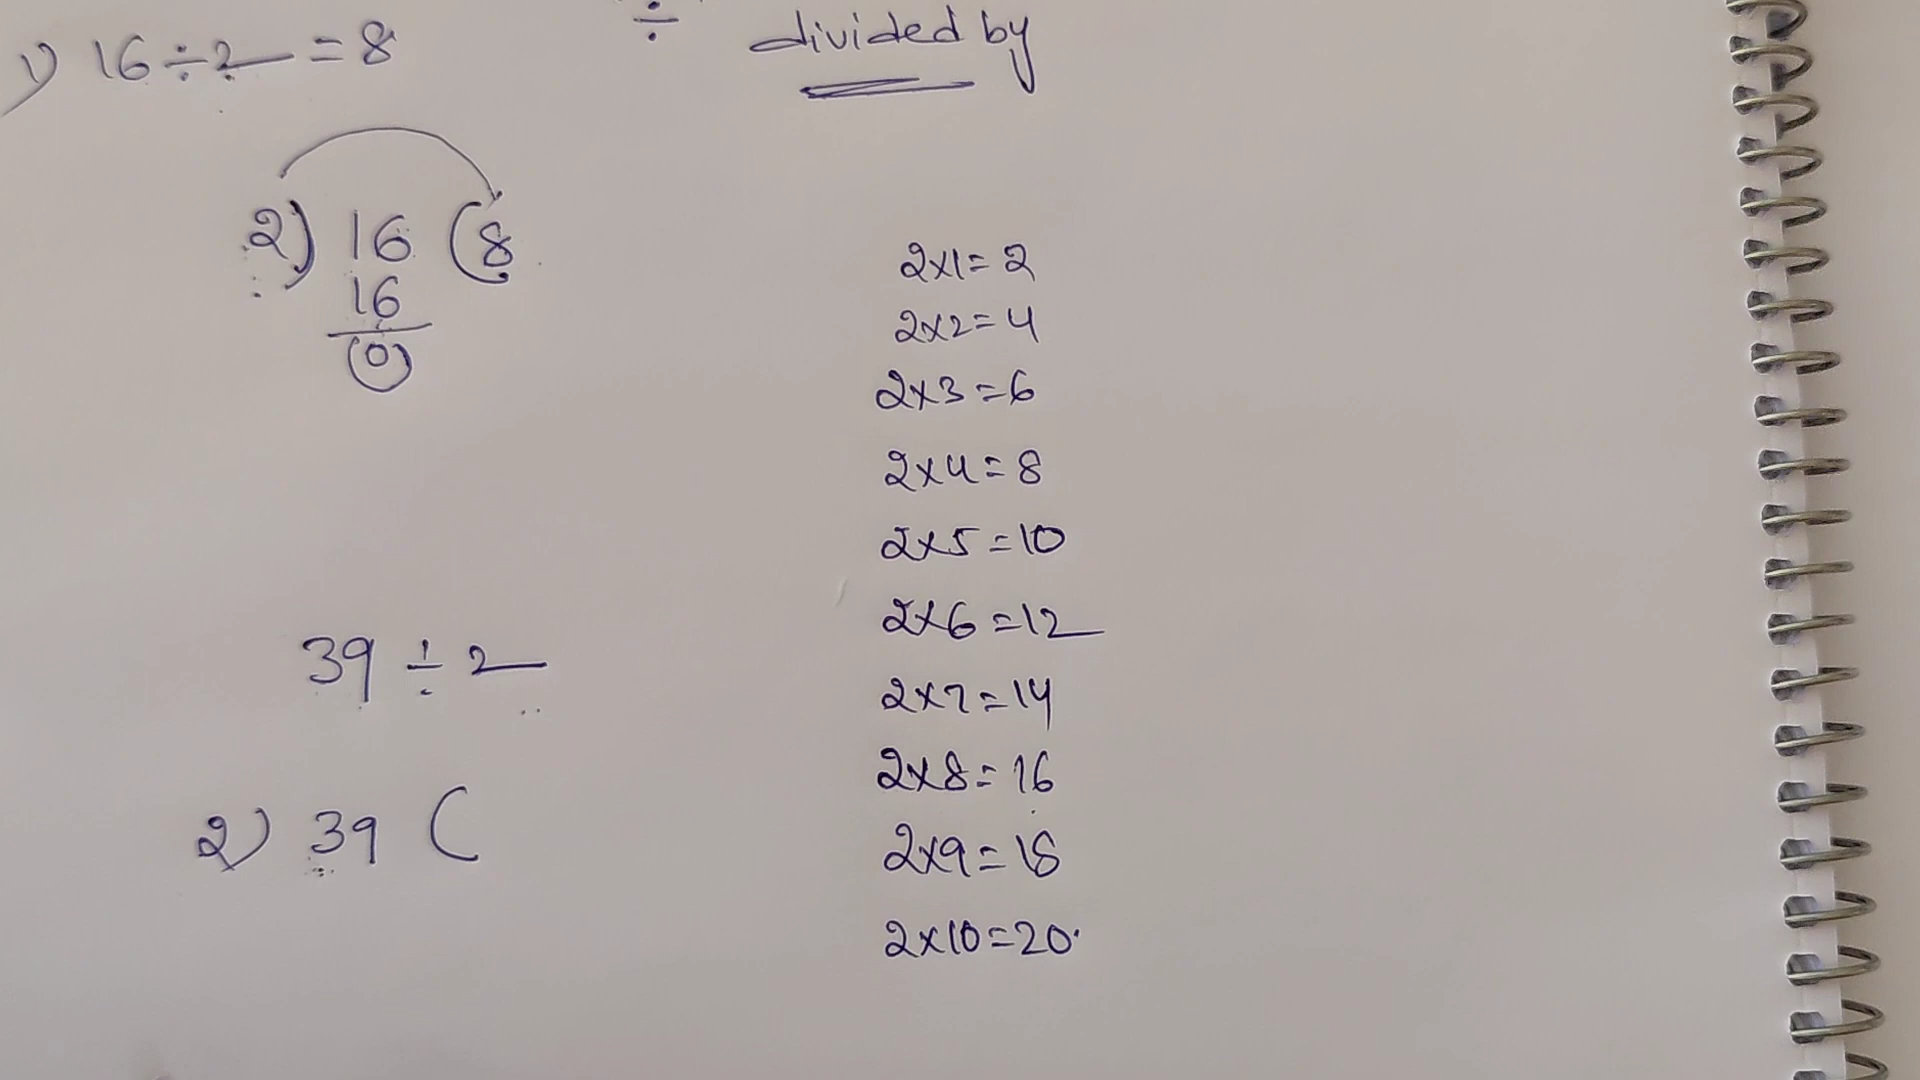 ÷ divided by
1) 16÷2 = 8
2) 16 (8
16
(0)
39 ÷ 2
2) 39 (
2x1=2
2x2=4
2x3=6
2x4=8
2x5=10
2x6=12
2x7=14
2x8=16
2x9=18
2x10=20.